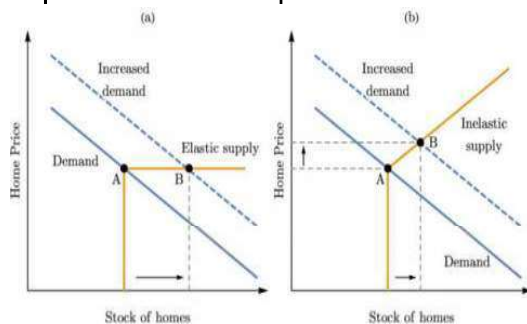 (a)
Increased
demand
Elastic supply
Demand
A
B
Home Price
Stock of homes
(b)
Increased
demand
B
Inelastic
supply
A
Demand
Home Price
Stock of homes